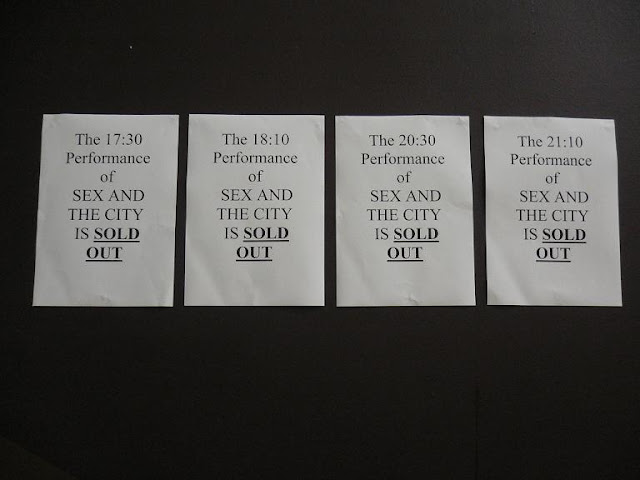 The 17:30
Performance
of
SEX AND
THE CITY
IS SOLD
OUT
The 18:10
Performance
of
SEX AND
THE CITY
IS SOLD
OUT
The 20:30
Performance
of
SEX AND
THE CITY
IS SOLD
OUT
The 21:10
Performance
of
SEX AND
THE CITY
IS SOLD
OUT